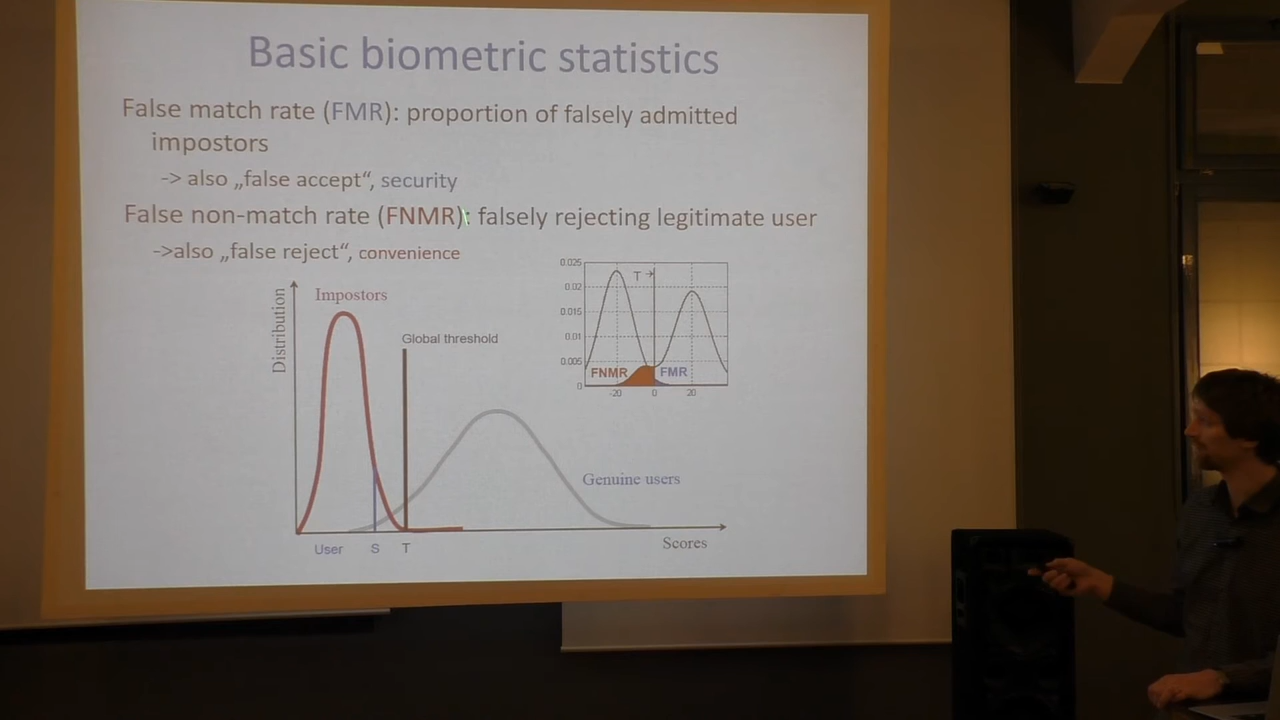 Basic biometric statistics
False match rate (FMR): proportion of falsely admitted
impostors
-> also „false accept“, security
False non-match rate (FNMR): falsely rejecting legitimate user
->also „false reject“, convenience
Distribution
Impostors
Global threshold
Genuine users
User S T
Scores
0.025
0.02
0.015
0.01
0.005
0
T
FNMR FMR
-20 0 20